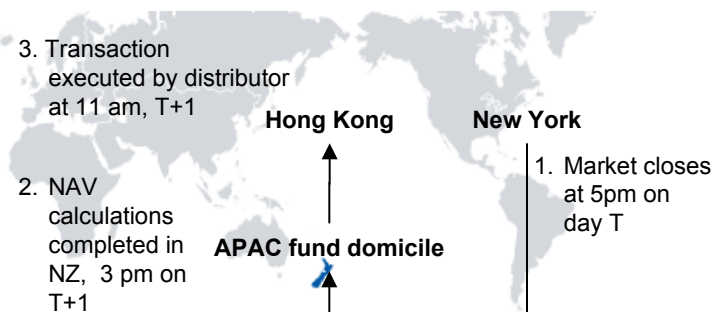 3. Transaction
executed by distributor
at 11 am, T+1
Hong Kong
New York
1. Market closes
at 5pm on
day T
2. NAV
calculations
completed in
NZ, 3 pm on
T+1
APAC fund domicile